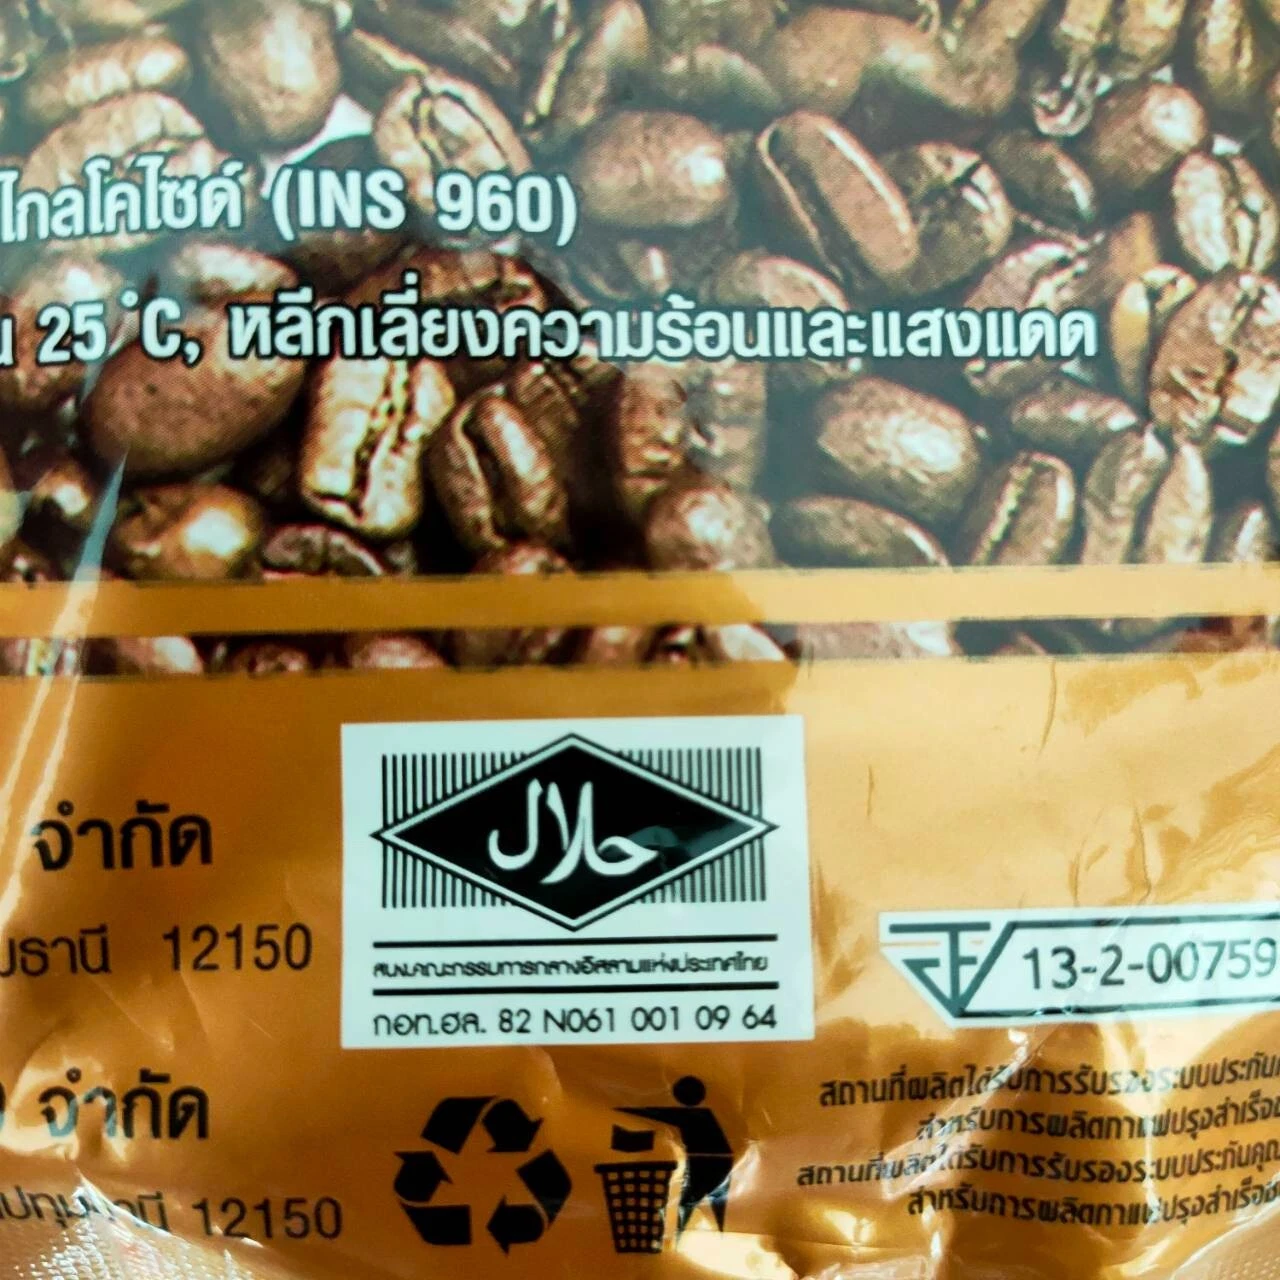 ไกลโคไซด์ (INS 960)
25 °C, หลีกเลี่ยงความร้อนและแสงแดด
حلال
จำกัด
12150
สนง.คณะกรรมการกลางอิสลามแห่งประเทศไทย
กอท.ฮล. 82 N061 001 09 64
13-2-00759
จำกัด
12150
สถานที่ผลิตได้รับการรับรองระบบประกัน
สำหรับการผลิตกาแฟปรุงสำเร็จ
สถานที่ผลิตได้รับการรับรองระบบประกันคุณ
สำหรับการผลิตกาแฟปรุงสำเร็จ